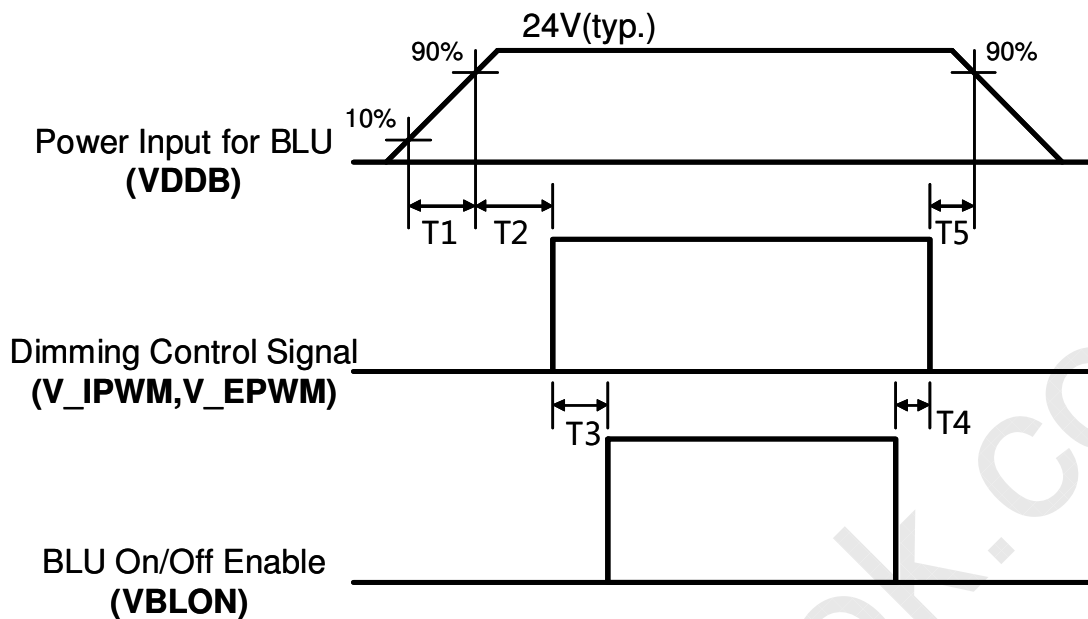 24V(typ.)
90%
90%
10%
Power Input for BLU
(VDDB)
T1
T2
T5
Dimming Control Signal
(V_IPWM,V_EPWM)
T3
T4
BLU On/Off Enable
(VBLON)